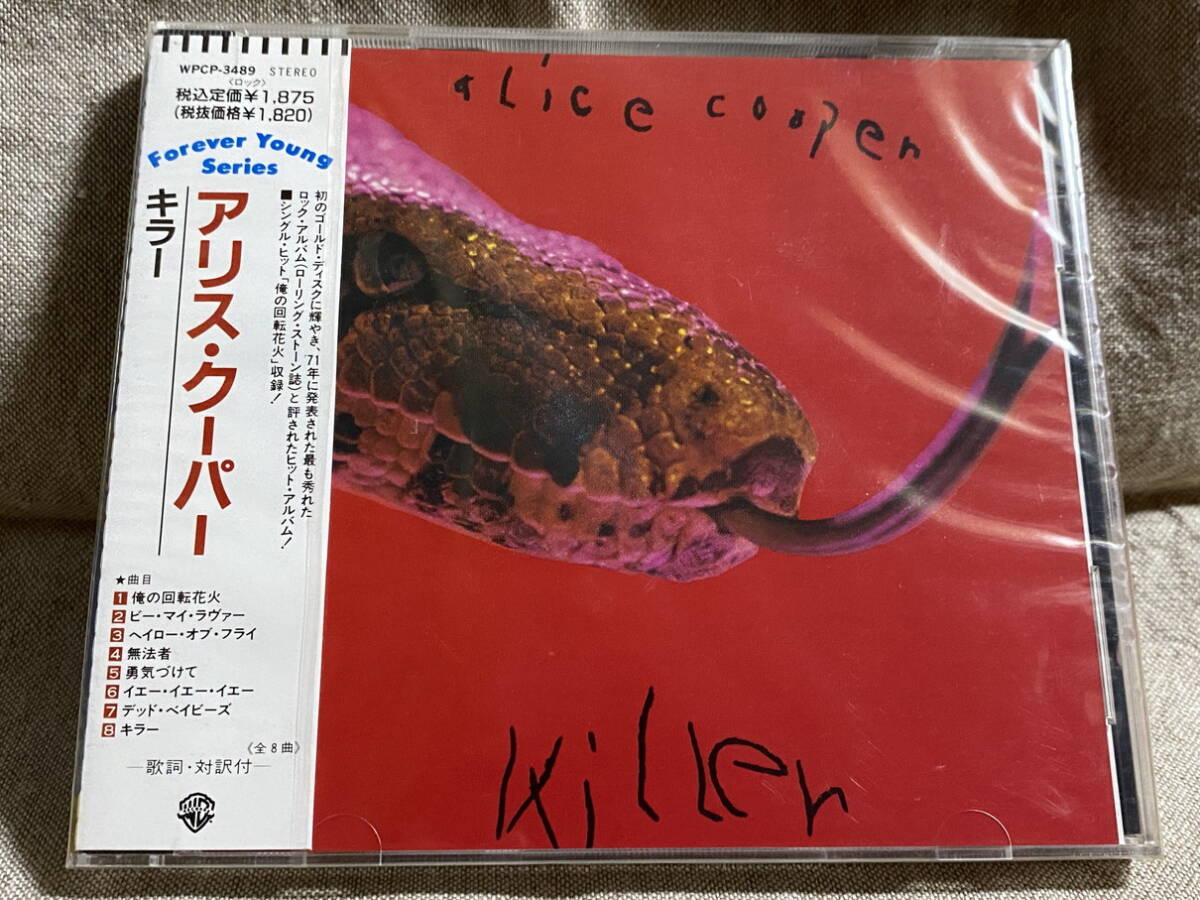 WPCP-3489 STEREO
〈ロック〉
税込定価¥1,875
(税抜価格¥1,820)
Forever Young
Series
アリス・クーパー
キラー
初のゴールド・ディスクに輝やき、'71年に発表された最も秀れた
ロック・アルバム(ローリング・ストーン誌)と評されたヒット・アルバム!
■シングル・ヒット「俺の回転花火」収録!
★曲目
1 俺の回転花火
2 ビー・マイ・ラヴァー
3 ヘイロー・オブ・フライ
4 無法者
5 勇気づけて
6 イエー・イエー・イエー
7 デッド・ベイビーズ
8 キラー
《全8曲》
—歌詞・対訳付—
alice cooper
killer